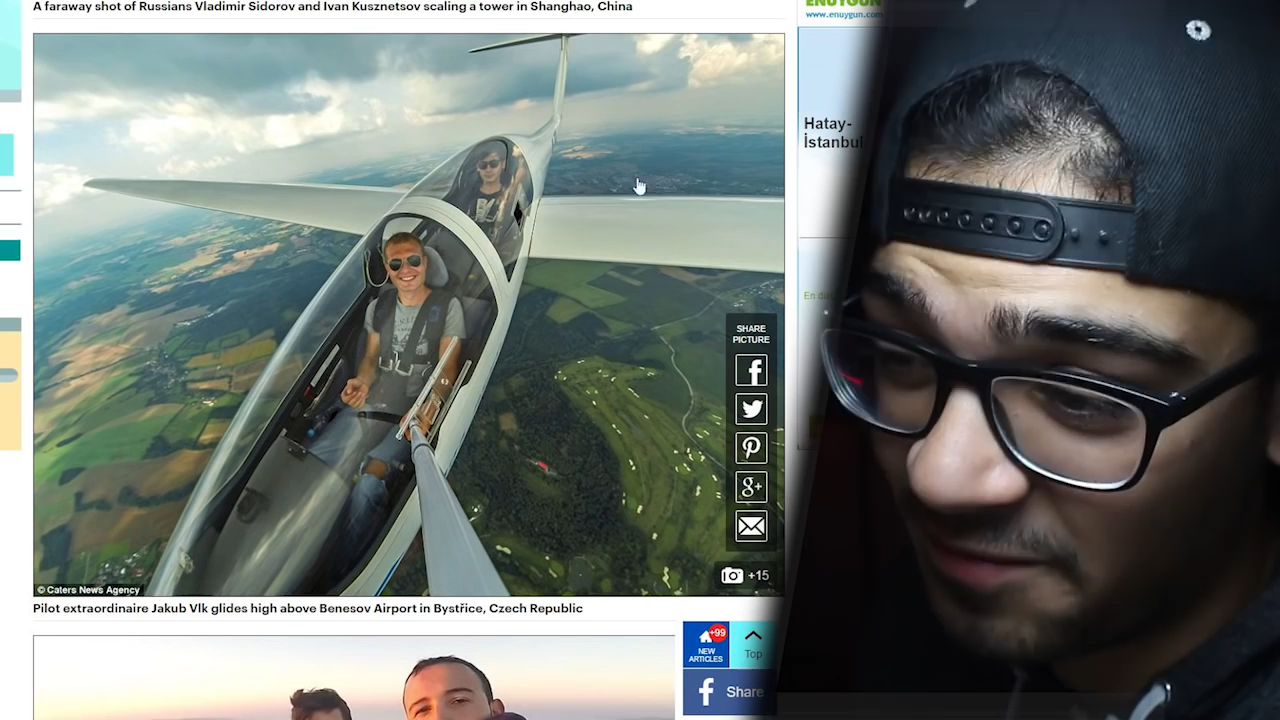 A faraway shot of Russians Vladimir Sidorov and Ivan Kusznetsov scaling a tower in Shanghao, China
ENUYGUN
www.enuygun.com
Hatay-
İstanbul
SHARE
PICTURE
g+
+15
© Caters News Agency
Pilot extraordinaire Jakub Vlk glides high above Benesov Airport in Bystřice, Czech Republic
+99
NEW
ARTICLES
Top
Share